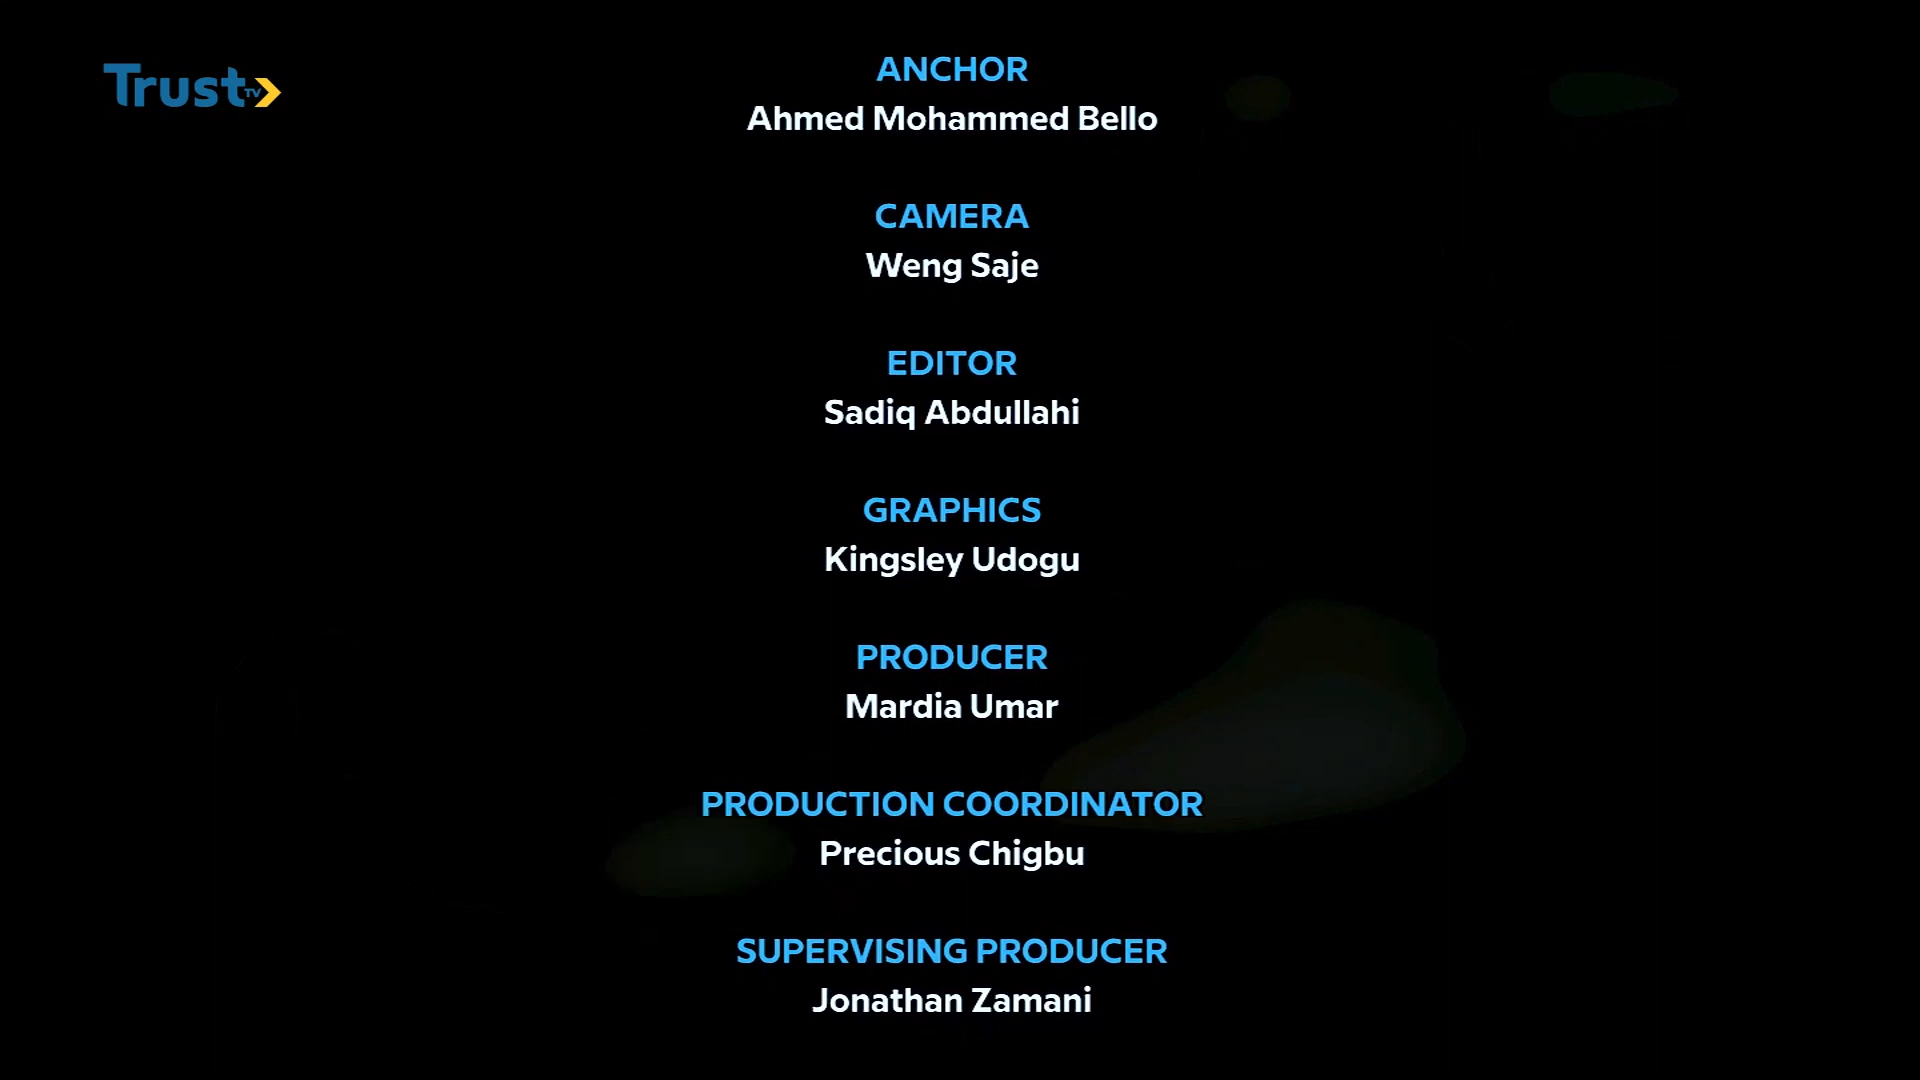 Trust TV
ANCHOR
Ahmed Mohammed Bello
CAMERA
Weng Saje
EDITOR
Sadiq Abdullahi
GRAPHICS
Kingsley Udogu
PRODUCER
Mardia Umar
PRODUCTION COORDINATOR
Precious Chigbu
SUPERVISING PRODUCER
Jonathan Zamani